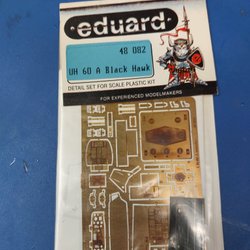 eduard
48 082
UH 60 A Black Hawk
DETAIL SET FOR SCALE PLASTIC KIT
FOR EXPERIENCED MODELMAKERS